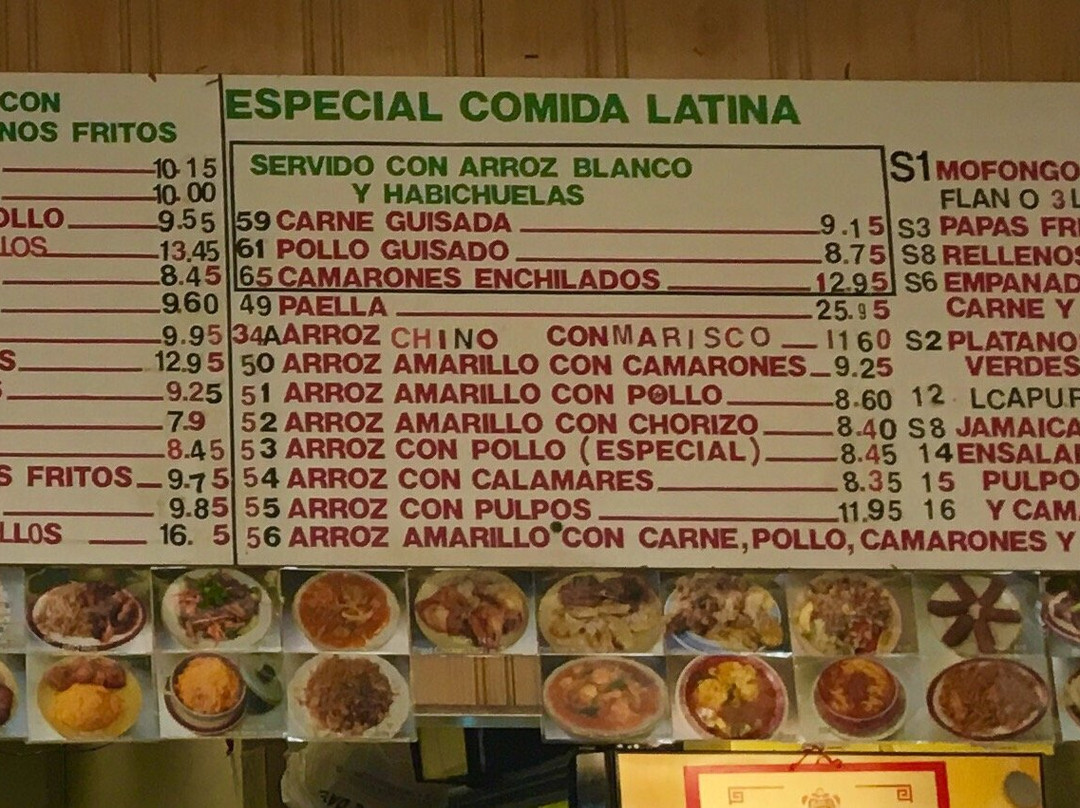 CON
NOS FRITOS
10.15
10.00
OLLO 9.55
LOS 13.45
8.45
9.60
9.95
S 12.95
9.25
7.9
8.45
S FRITOS 9.75
9.85
LLOS 16. 5
ESPECIAL COMIDA LATINA
SERVIDO CON ARROZ BLANCO
Y HABICHUELAS
59 CARNE GUISADA 9.15
61 POLLO GUISADO 8.75
65 CAMARONES ENCHILADOS 12.95
49 PAELLA 25.95
34A ARROZ CHINO CON MARISCO 1160
50 ARROZ AMARILLO CON CAMARONES 9.25
51 ARROZ AMARILLO CON POLLO 8.60
52 ARROZ AMARILLO CON CHORIZO 8.40
53 ARROZ CON POLLO (ESPECIAL) 8.45
54 ARROZ CON CALAMARES 8.35
55 ARROZ CON PULPOS 11.95
56 ARROZ AMARILLO CON CARNE, POLLO, CAMARONES Y
S1 MOFONGO
FLAN O 3 L
S3 PAPAS FRI
S8 RELLENOS
S6 EMPANAD
CARNE Y
S2 PLATANO
VERDES
12 LCAPUR
S8 JAMAICA
14 ENSALAD
15 PULPO
16 Y CAM